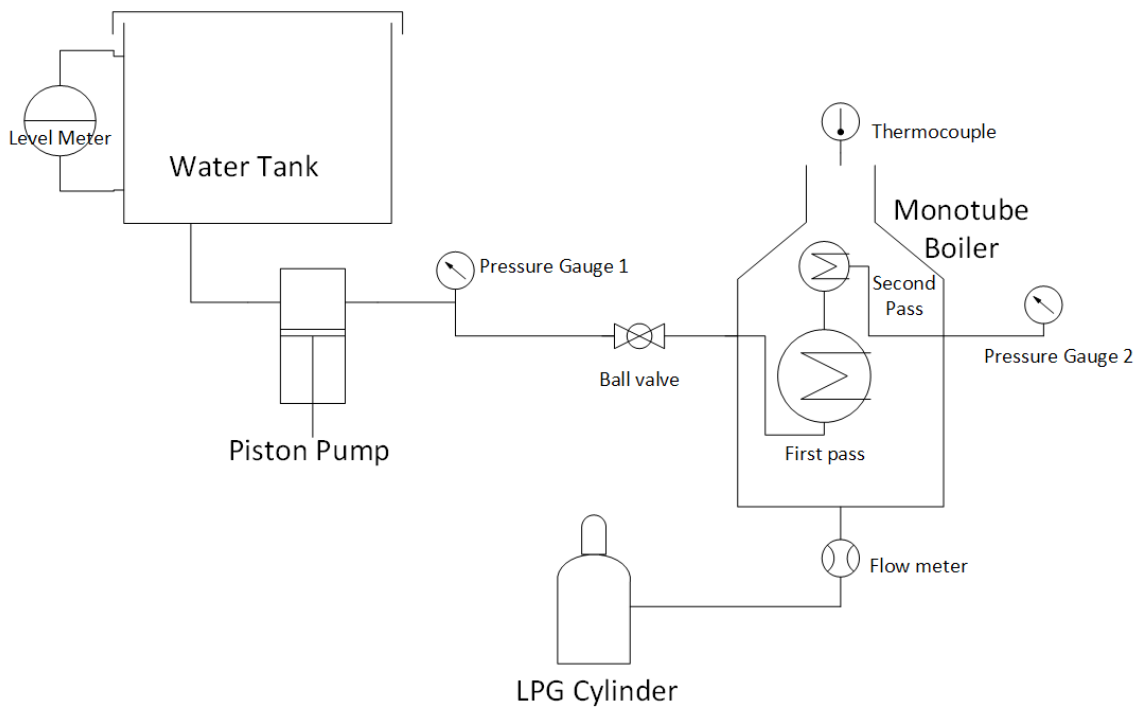 Level Meter
Water Tank
Thermocouple
Monotube
Boiler
Pressure Gauge 1
Second
Pass
Ball valve
Pressure Gauge 2
Piston Pump
First pass
Flow meter
LPG Cylinder